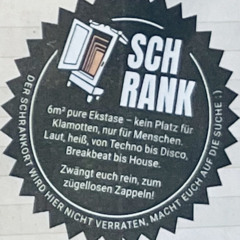 SCH
RANK
6m² pure Ekstase – kein Platz für
Klamotten, nur für Menschen.
Laut, heiß, von Techno bis Disco,
Breakbeat bis House.
Zwängt euch rein, zum
zügellosen Zappeln!
DER SCHRANKORT WIRD HIER NICHT VERRATEN, MACHT EUCH AUF DIE SUCHE :)